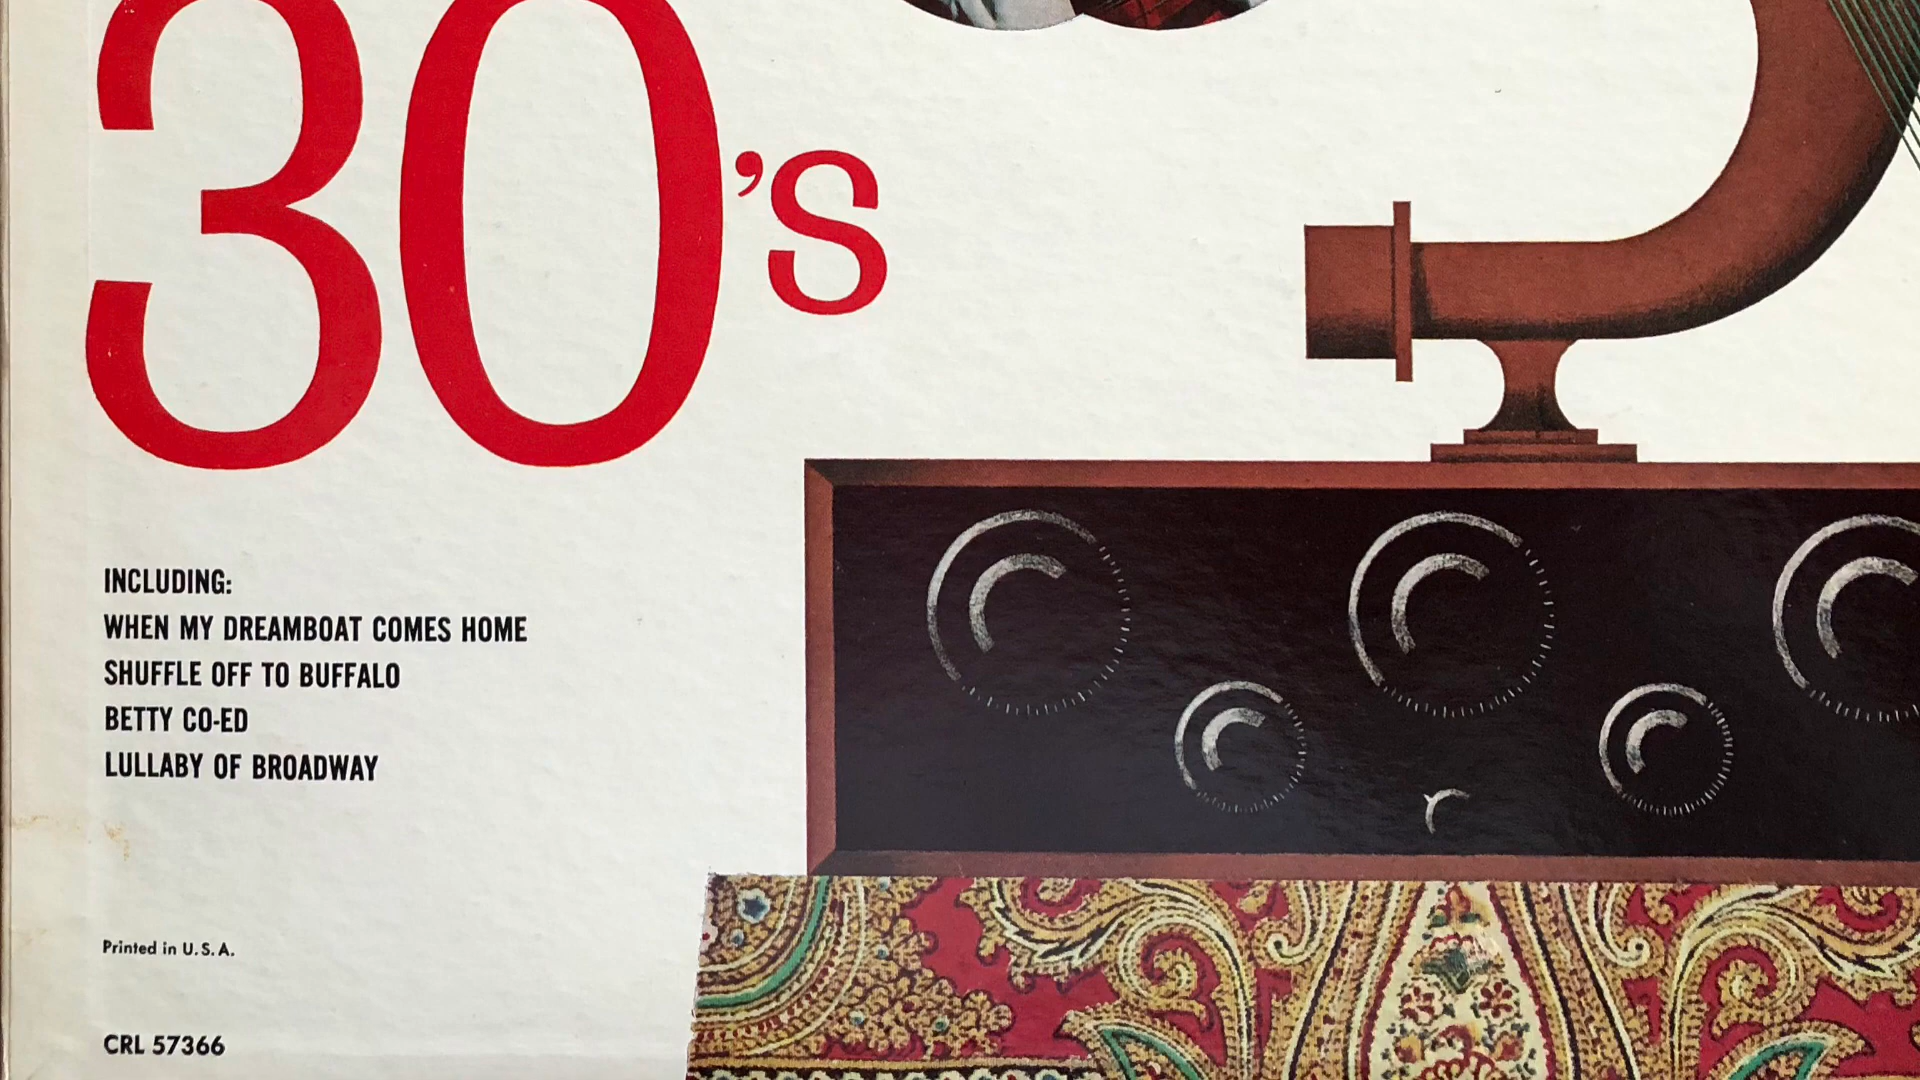 30's
INCLUDING:
WHEN MY DREAMBOAT COMES HOME
SHUFFLE OFF TO BUFFALO
BETTY CO-ED
LULLABY OF BROADWAY
Printed in U.S.A.
CRL 57366